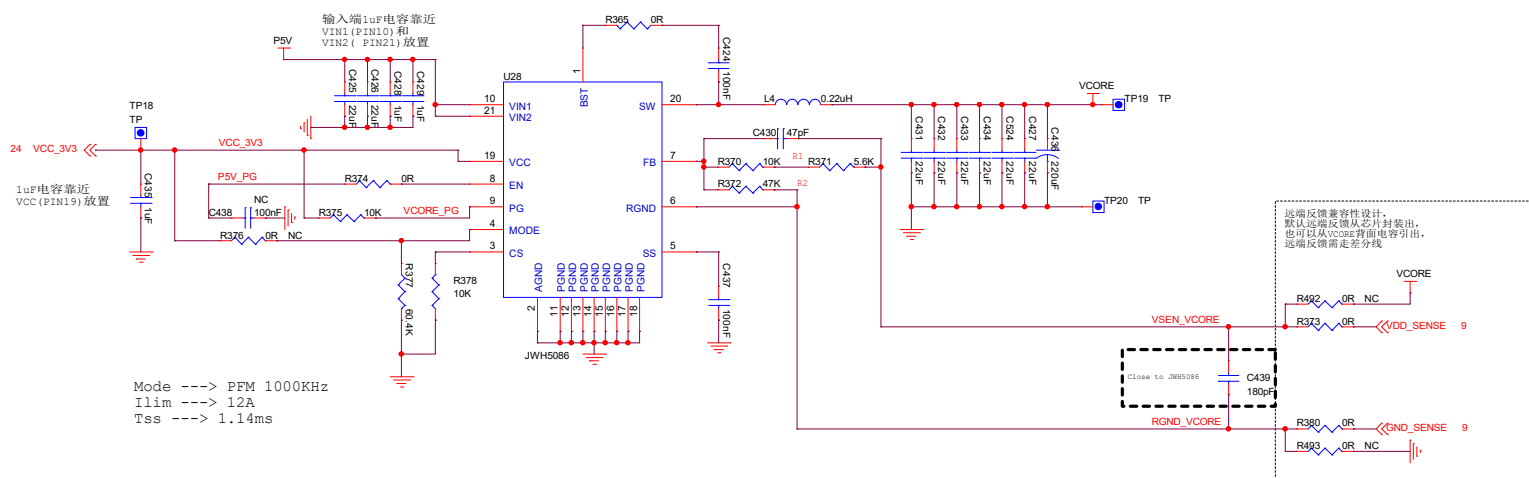 输入端1uF电容靠近
VIN1(PIN10)和
VIN2( PIN21)放置
P5V
C425
22uF
C426
22uF
C428
1uF
C429
1uF
R365
0R
C424
100nF
U28
1
BST
10
VIN1
21
VIN2
19
VCC
8
EN
9
PG
4
MODE
3
CS
SW
20
FB
7
RGND
6
SS
5
AGND
PGND
PGND
PGND
PGND
PGND
PGND
PGND
PGND
2
11
12
13
14
15
16
17
18
JWH5086
TP18
TP
24 VCC_3V3
VCC_3V3
1uF电容靠近
VCC(PIN19)放置
C435
1uF
P5V_PG
R374
0R
C438
NC
100nF
R375
10K
VCORE_PG
R376
0R NC
R377
60.4K
R378
10K
L4
0.22uH
VCORE
TP19 TP
C430
47pF
R370
10K
R1
R371
5.6K
R372
47K
R2
C431
22uF
C432
22uF
C433
22uF
C434
22uF
C524
22uF
C427
22uF
C436
220uF
TP20 TP
C437
100nF
远端反馈兼容性设计,
默认远端反馈从芯片封装出,
也可以从VCORE背面电容引出,
远端反馈需走差分线
VCORE
R492
0R NC
VSEN_VCORE
R373
0R
VDD_SENSE 9
Close to JWH5086
C439
180pF
RGND_VCORE
R380
0R
GND_SENSE 9
R493
0R NC
Mode ---> PFM 1000KHz
Ilim ---> 12A
Tss ---> 1.14ms